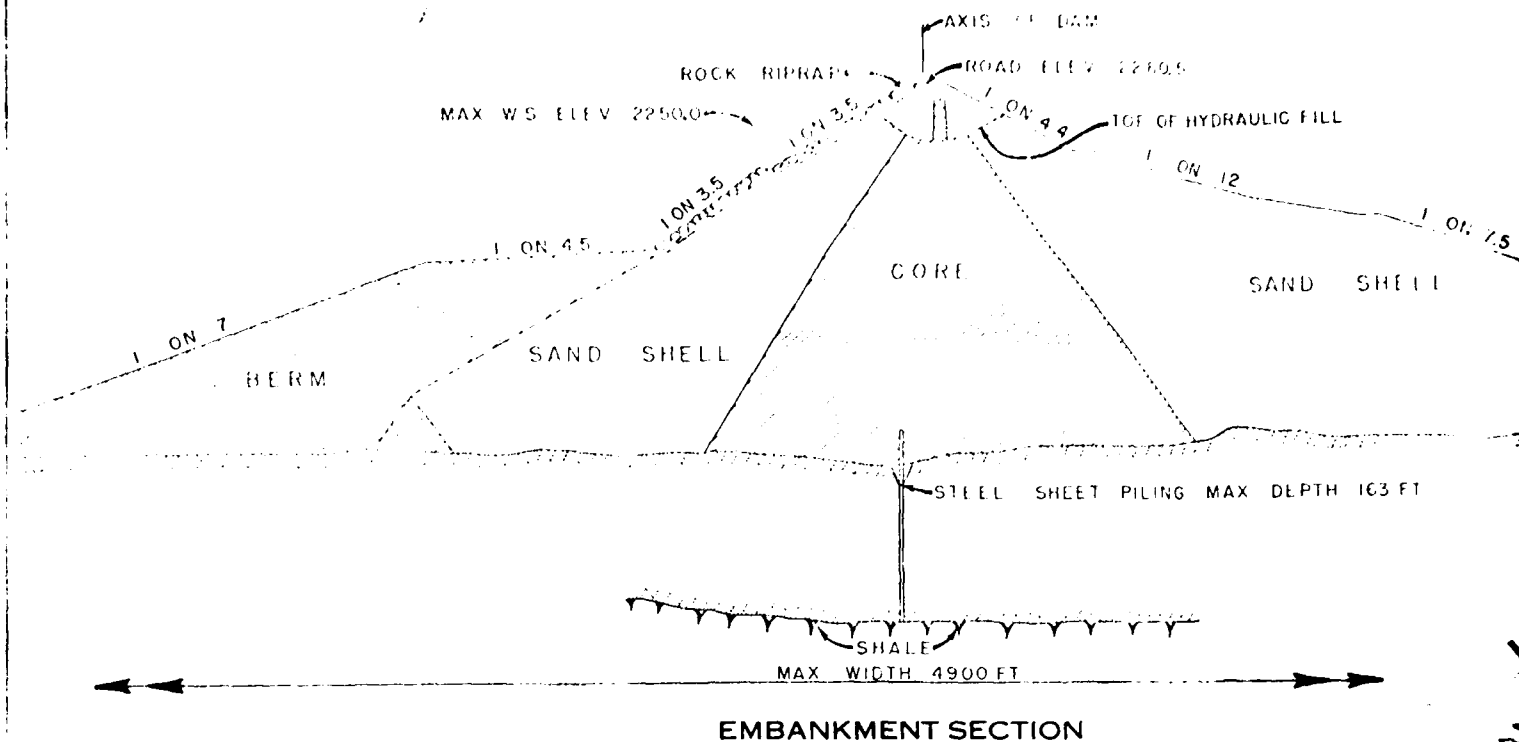 AXIS OF DAM
ROCK RIPRAP
ROAD ELEV 2280.5
MAX WS ELEV 2250.0
1 ON 3.5
1 ON 4.4
TOP OF HYDRAULIC FILL
1 ON 12
1 ON 3.5
1 ON 4.5
1 ON 7.5
CORE
SAND SHELL
1 ON 7
SAND SHELL
BERM
STEEL SHEET PILING MAX DEPTH 163 FT
SHALE
MAX WIDTH 4900 FT
EMBANKMENT SECTION